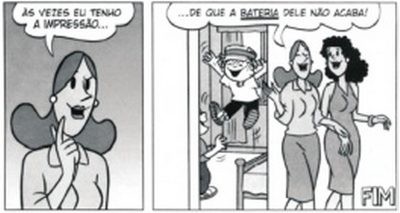 ÀS VEZES EU TENHO
A IMPRESSÃO...
...DE QUE A BATERIA DELE NÃO ACABA!
FIM